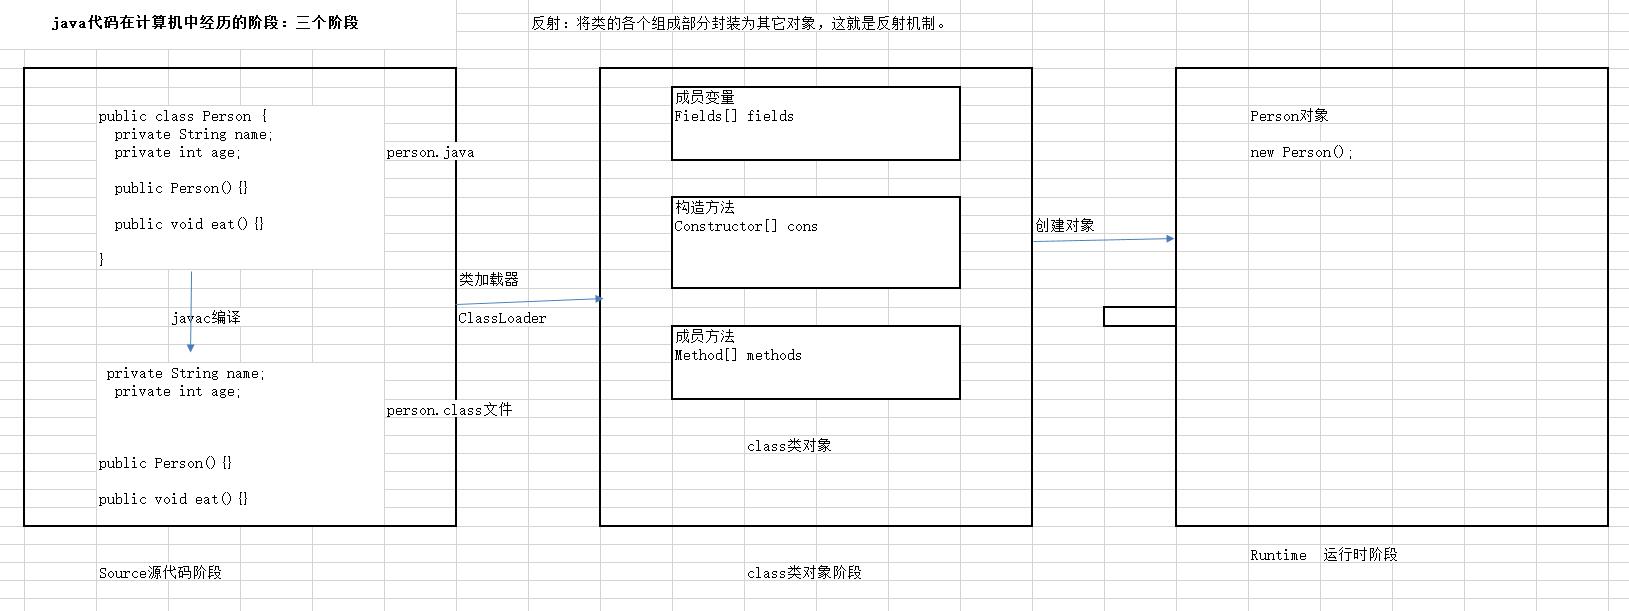 java代码在计算机中经历的阶段：三个阶段
反射：将类的各个组成部分封装为其它对象，这就是反射机制。
public class Person {
private String name;
private int age;
public Person(){}
public void eat(){}
}
person.java
javac编译
private String name;
private int age;
public Person(){}
public void eat(){}
person.class文件
Source源代码阶段
类加载器
ClassLoader
成员变量
Fields[] fields
构造方法
Constructor[] cons
成员方法
Method[] methods
class类对象
class类对象阶段
创建对象
Person对象
new Person();
Runtime 运行时阶段